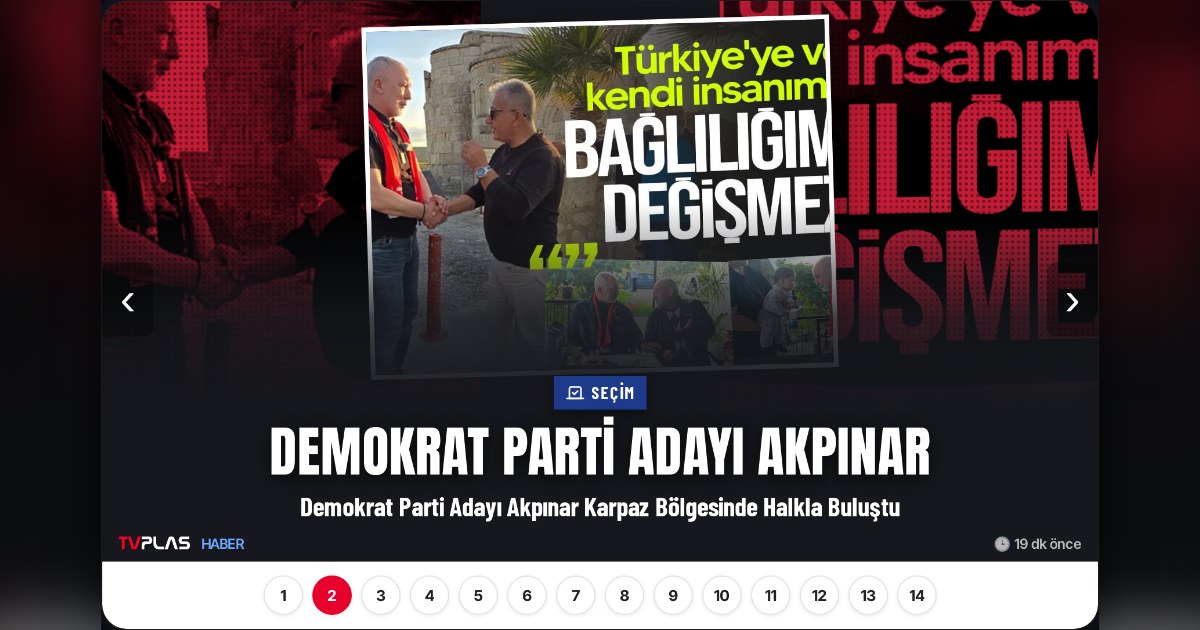 Türkiye'ye ve
kendi insanım
BAĞLILIĞIM
DEĞİŞMEZ
SEÇİM
DEMOKRAT PARTİ ADAYI AKPINAR
Demokrat Parti Adayı Akpınar Karpaz Bölgesinde Halkla Buluştu
TVPLAS HABER
19 dk önce
1 2 3 4 5 6 7 8 9 10 11 12 13 14